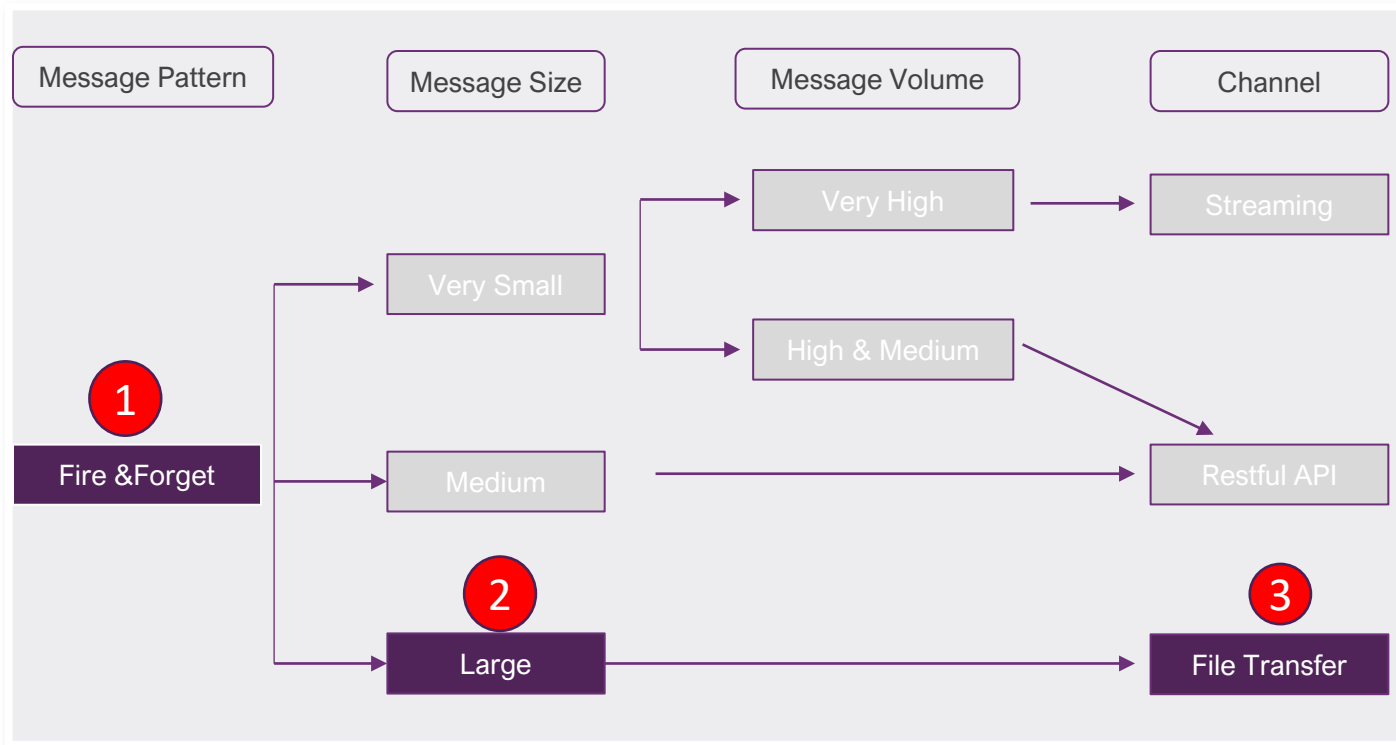 Message Pattern
Message Size
Message Volume
Channel
Very High
Streaming
Very Small
High & Medium
1
Fire &Forget
Medium
Restful API
2
3
Large
File Transfer